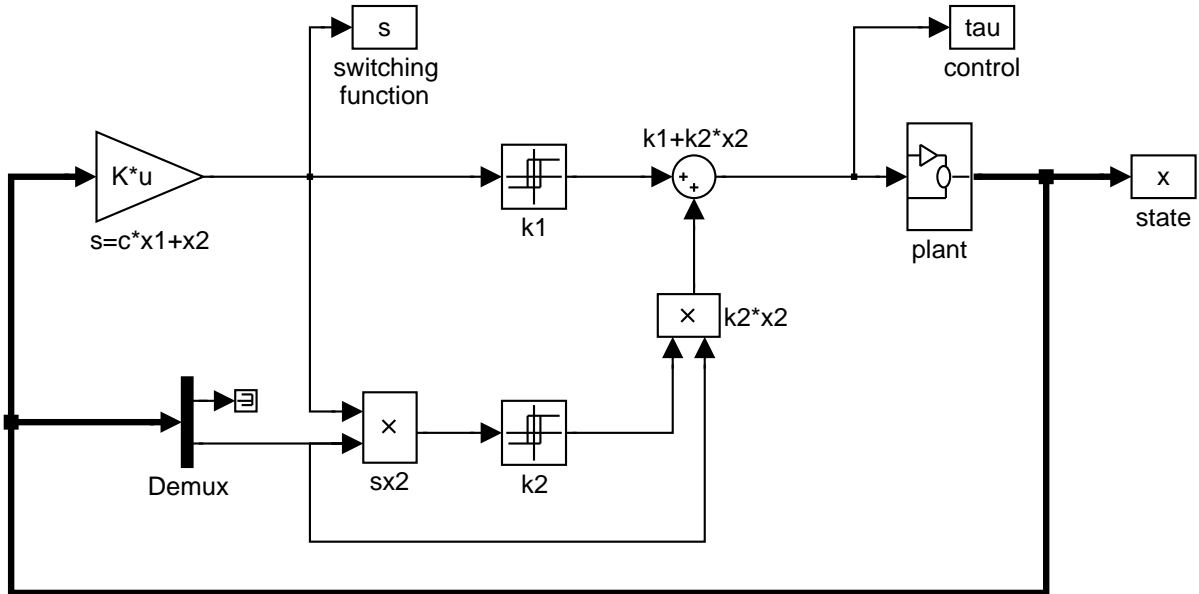 s
switching
function
tau
control
K*u
s=c*x1+x2
k1
k1+k2*x2
+
+
plant
x
state
×
k2*x2
Demux
×
sx2
k2